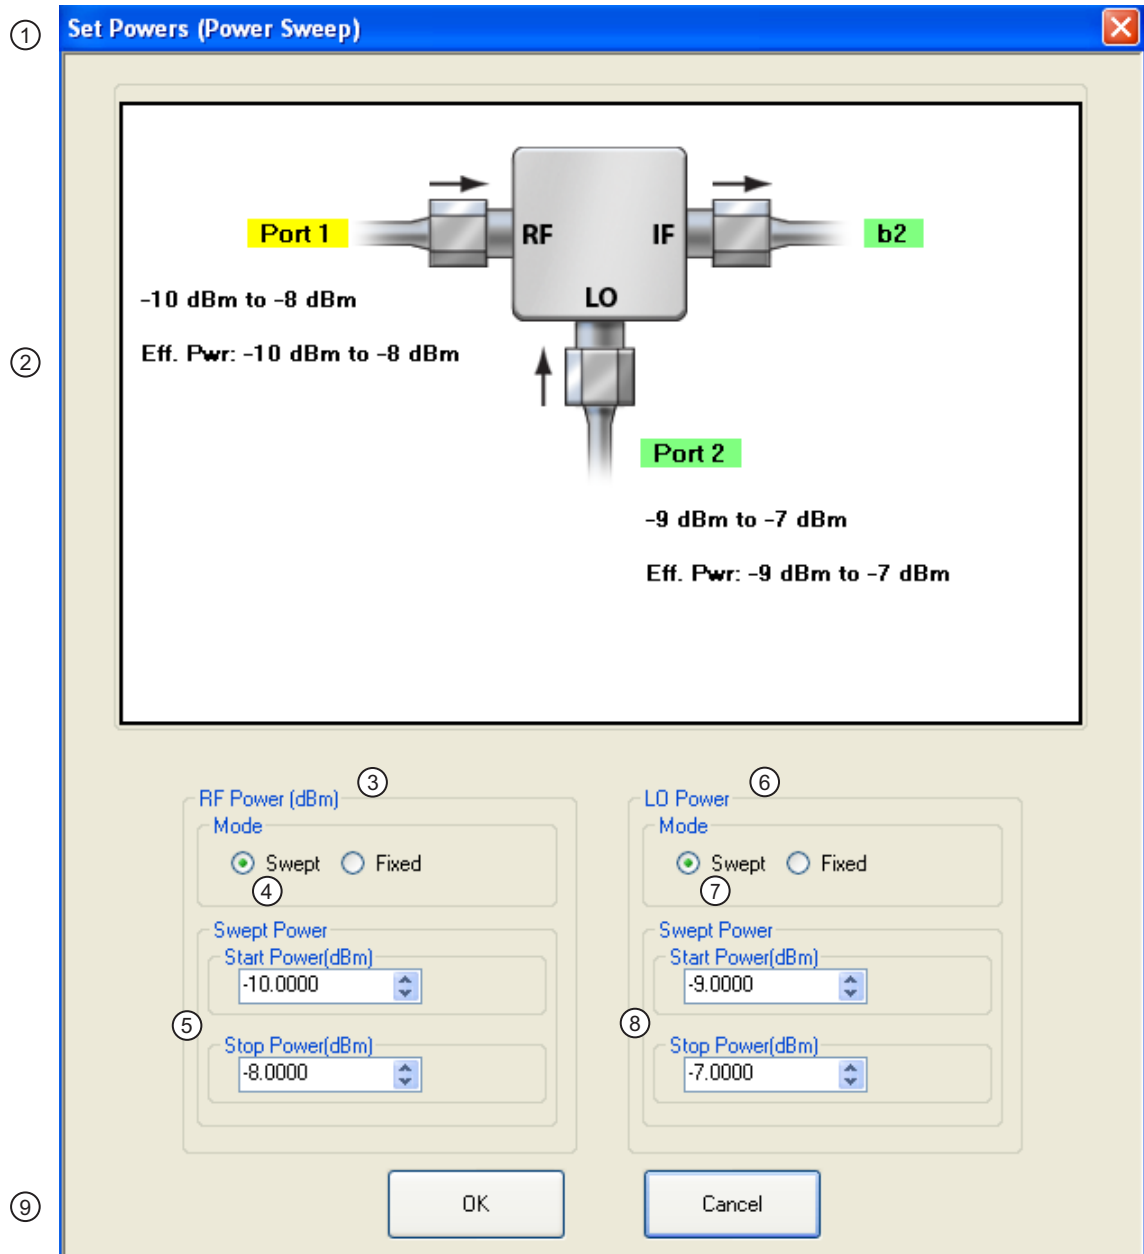 ① Set Powers (Power Sweep)
Port 1 RF IF b2
LO
-10 dBm to -8 dBm
② Eff. Pwr: -10 dBm to -8 dBm
Port 2
-9 dBm to -7 dBm
Eff. Pwr: -9 dBm to -7 dBm
③
RF Power (dBm)
Mode
Swept Fixed
④
Swept Power
Start Power(dBm)
-10.0000
⑤
Stop Power(dBm)
-8.0000
⑥
LO Power
Mode
Swept Fixed
⑦
Swept Power
Start Power(dBm)
-9.0000
⑧
Stop Power(dBm)
-7.0000
⑨ OK Cancel